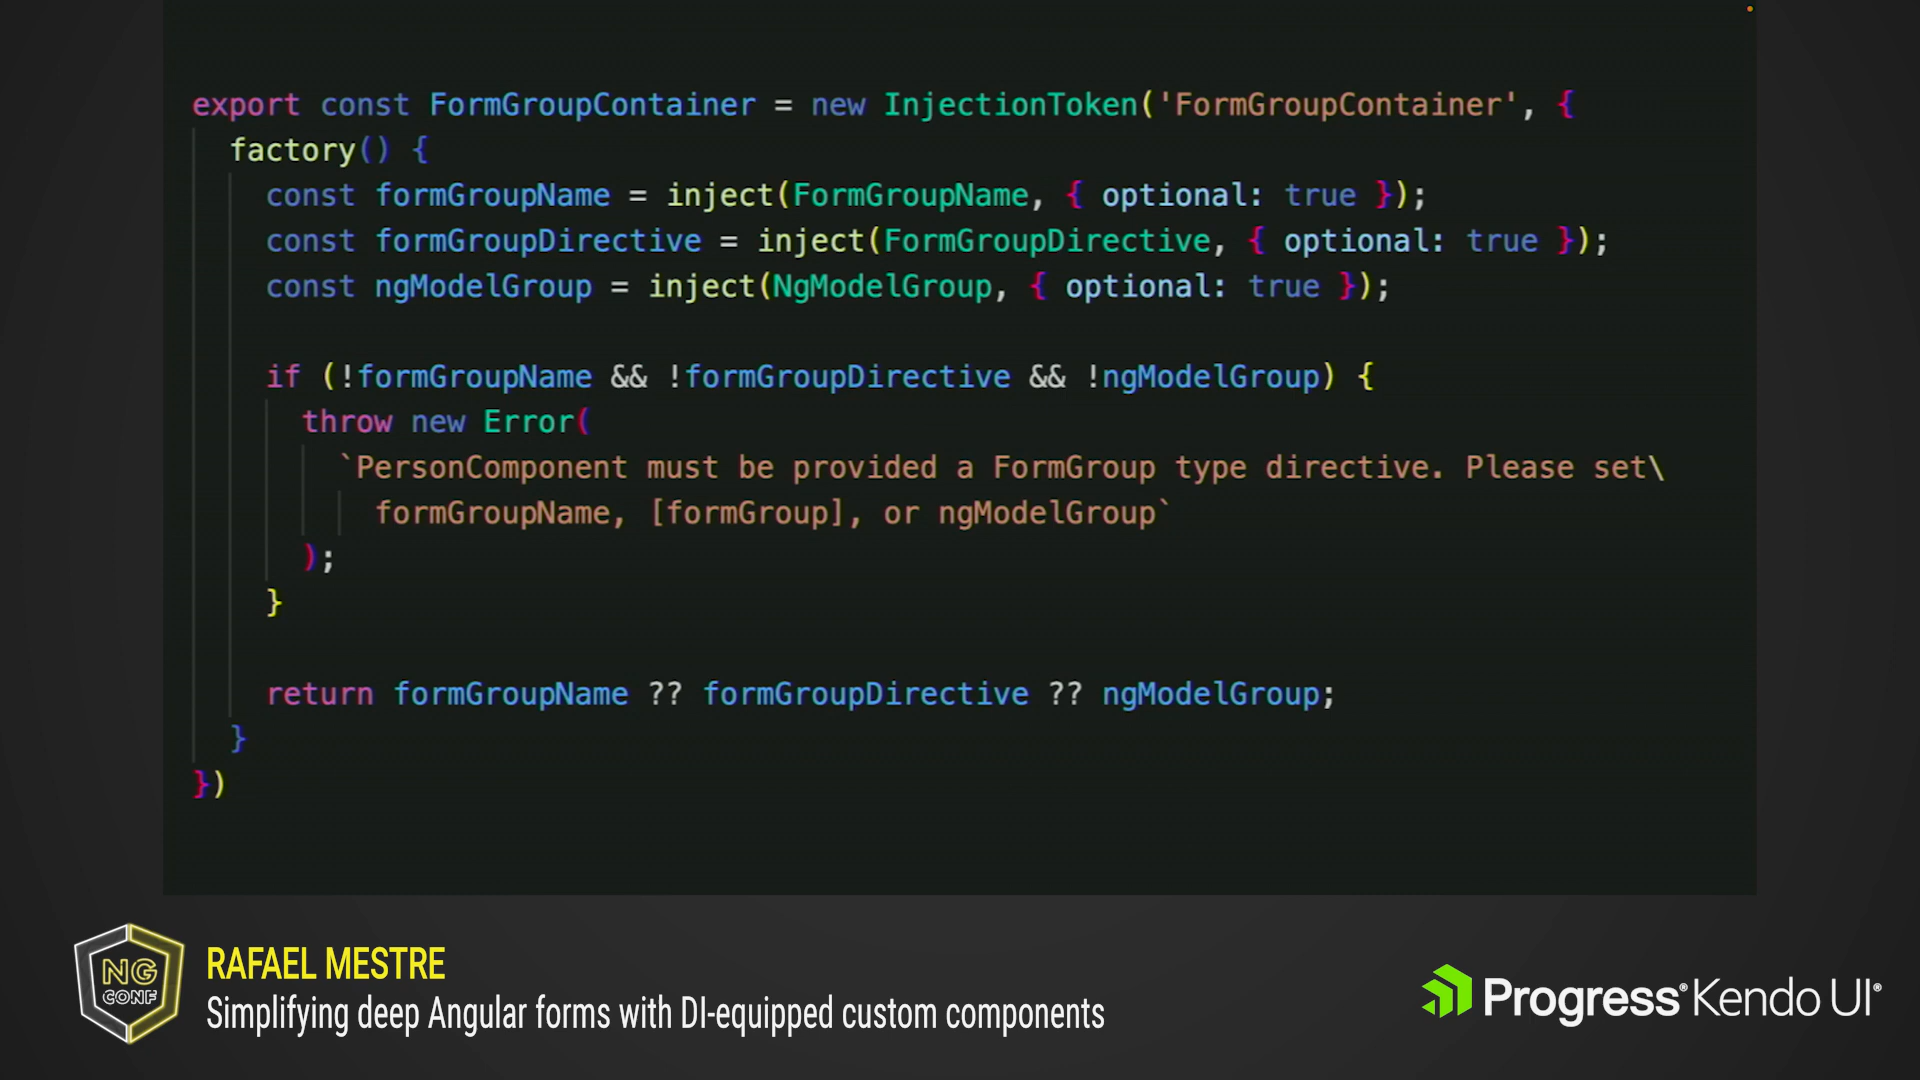 export const FormGroupContainer = new InjectionToken('FormGroupContainer', {
factory() {
const formGroupName = inject(FormGroupName, { optional: true });
const formGroupDirective = inject(FormGroupDirective, { optional: true });
const ngModelGroup = inject(NgModelGroup, { optional: true });
if (!formGroupName && !formGroupDirective && !ngModelGroup) {
throw new Error(
`PersonComponent must be provided a FormGroup type directive. Please set\
formGroupName, [formGroup], or ngModelGroup`
);
}
return formGroupName ?? formGroupDirective ?? ngModelGroup;
}
})
NG
CONF
RAFAEL MESTRE
Simplifying deep Angular forms with DI-equipped custom components
Progress® Kendo UI®